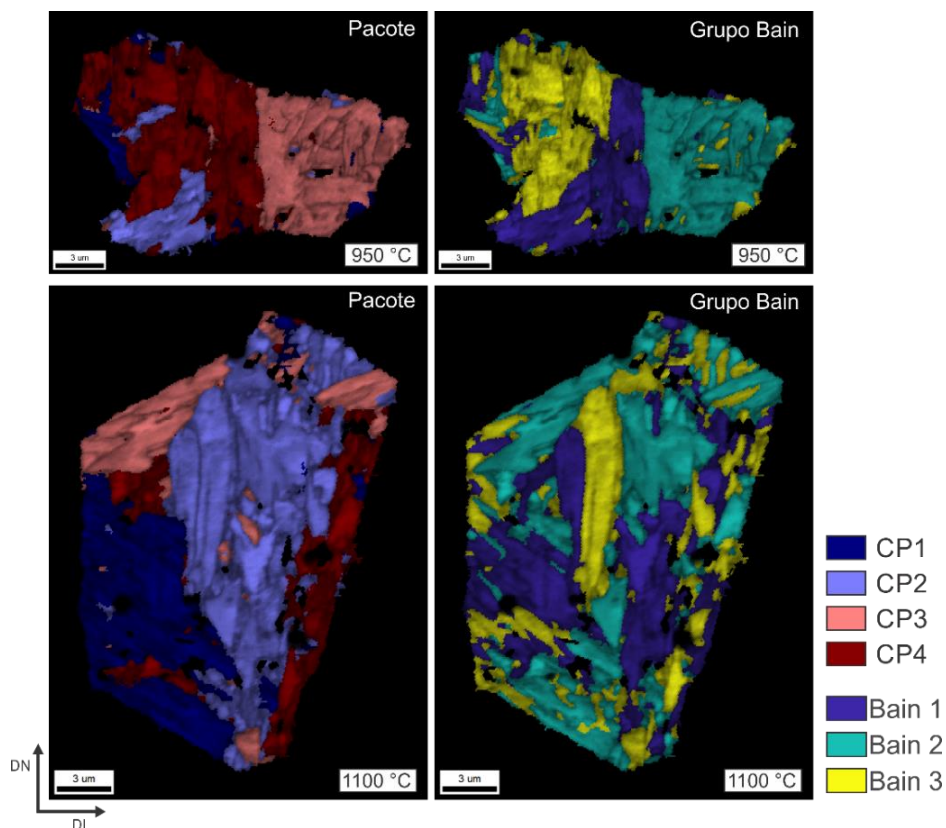 Pacote
3 um
950 °C
Grupo Bain
3 um
950 °C
Pacote
3 um
1100 °C
Grupo Bain
3 um
1100 °C
CP1
CP2
CP3
CP4
Bain 1
Bain 2
Bain 3
DN